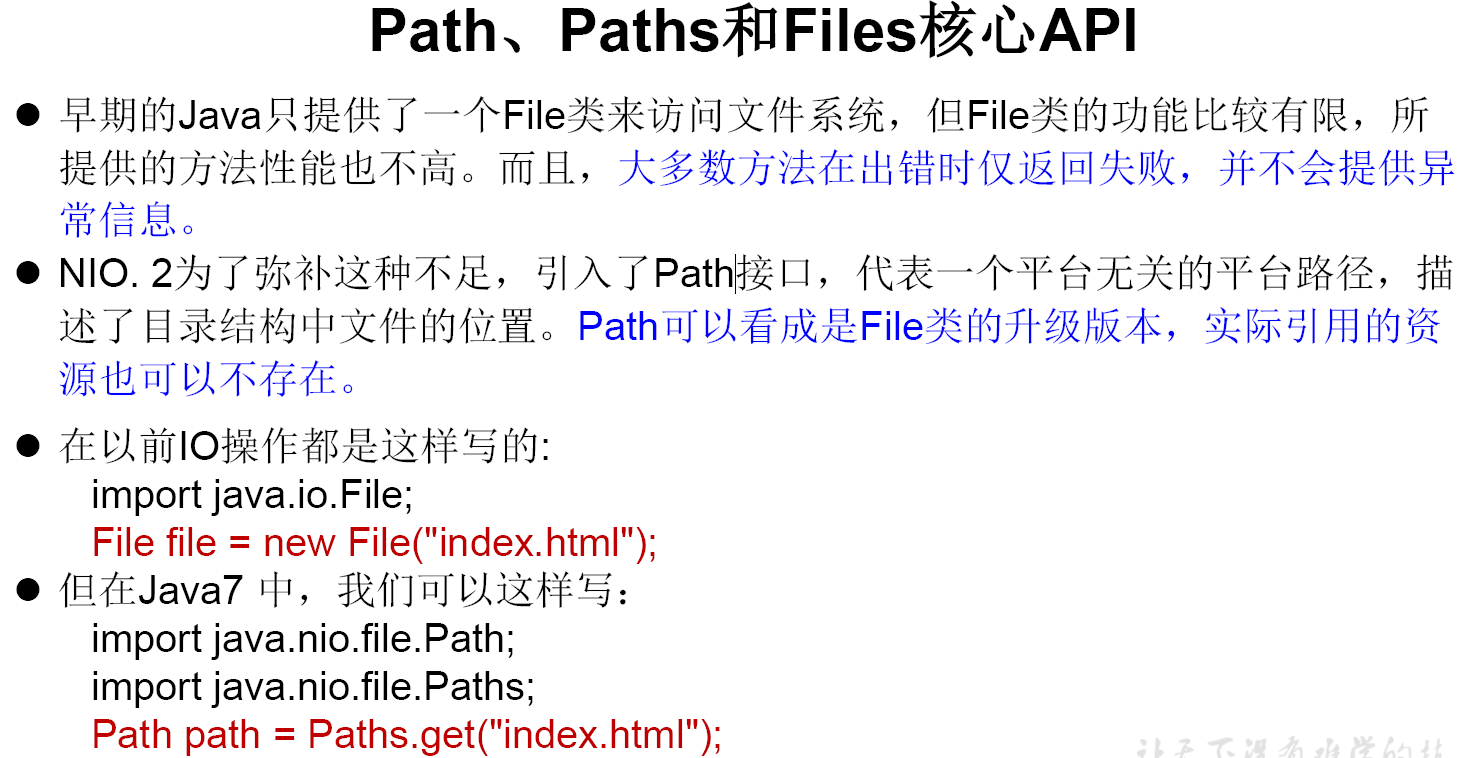 Path、Paths和Files核心API
● 早期的Java只提供了一个File类来访问文件系统，但File类的功能比较有限，所
提供的方法性能也不高。而且，大多数方法在出错时仅返回失败，并不会提供异
常信息。
● NIO. 2为了弥补这种不足，引入了Path接口，代表一个平台无关的平台路径，描
述了目录结构中文件的位置。Path可以看成是File类的升级版本，实际引用的资
源也可以不存在。
● 在以前IO操作都是这样写的:
import java.io.File;
File file = new File("index.html");
● 但在Java7 中，我们可以这样写：
import java.nio.file.Path;
import java.nio.file.Paths;
Path path = Paths.get("index.html");